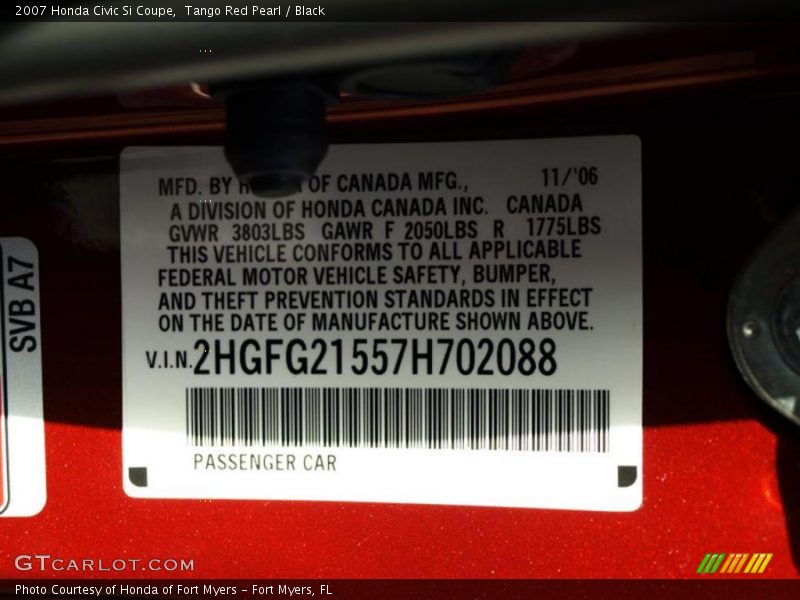 2007 Honda Civic Si Coupe, Tango Red Pearl / Black
MFD. BY OF CANADA MFG., 11/'06
A DIVISION OF HONDA CANADA INC. CANADA
GVWR 3803LBS GAWR F 2050LBS R 1775LBS
THIS VEHICLE CONFORMS TO ALL APPLICABLE
FEDERAL MOTOR VEHICLE SAFETY, BUMPER,
AND THEFT PREVENTION STANDARDS IN EFFECT
ON THE DATE OF MANUFACTURE SHOWN ABOVE.
V.I.N. 2HGFG21557H702088
PASSENGER CAR
SVB A7
GTCARLOT.COM
Photo Courtesy of Honda of Fort Myers - Fort Myers, FL